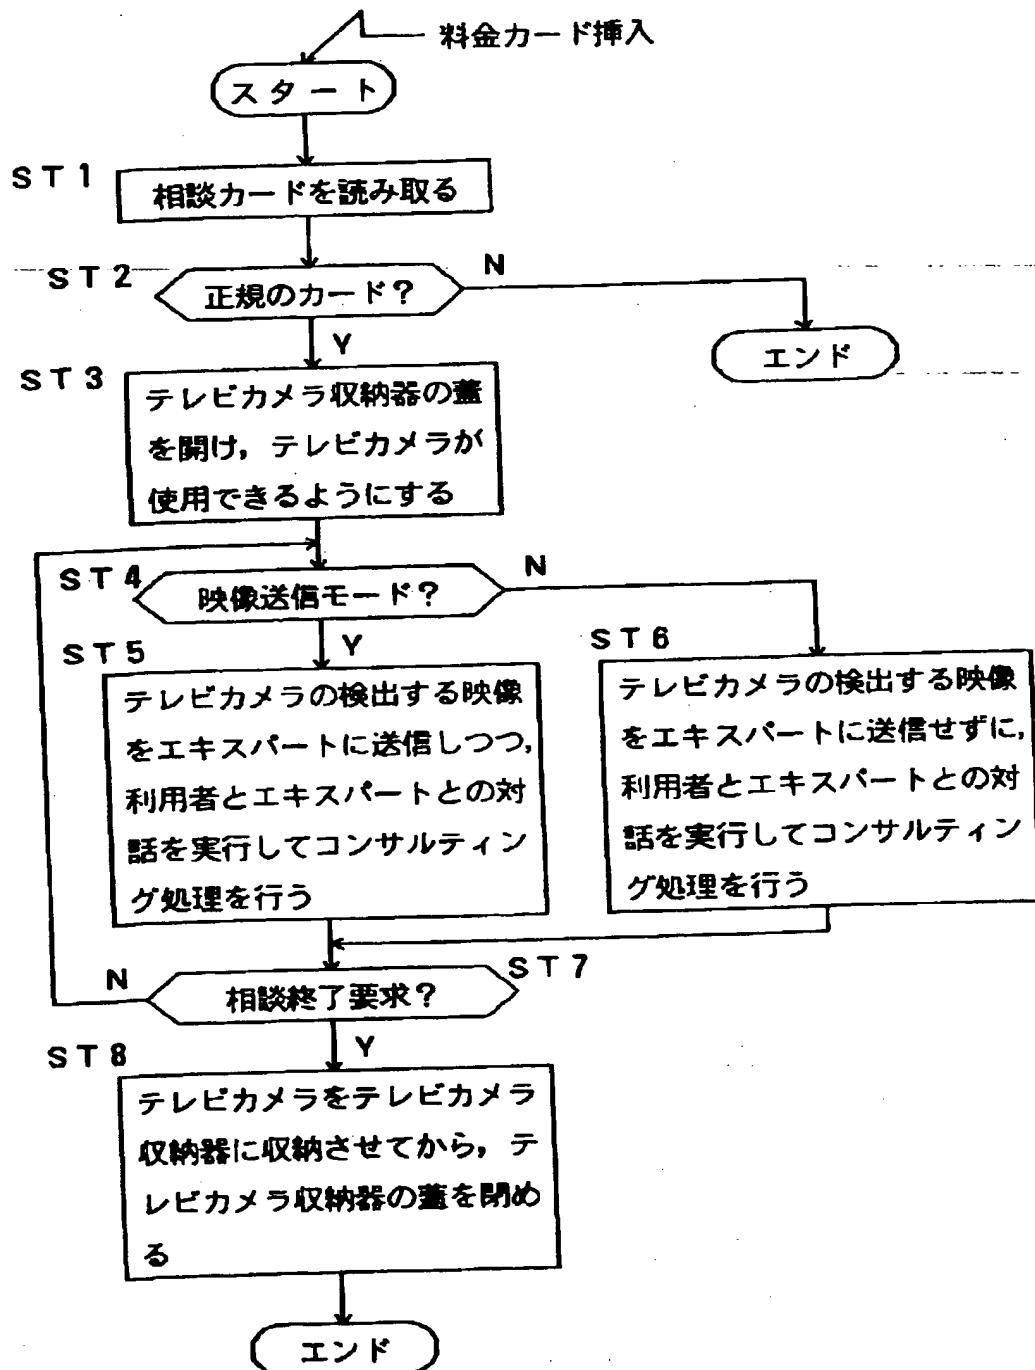 料金カード挿入
スタート
ST1
相談カードを読み取る
ST2
正規のカード?
N
Y
エンド
ST3
テレビカメラ収納器の蓋
を開け,テレビカメラが
使用できるようにする
ST4
映像送信モード?
N
Y
ST5
テレビカメラの検出する映像
をエキスパートに送信しつつ,
利用者とエキスパートとの対
話を実行してコンサルティン
グ処理を行う
ST6
テレビカメラの検出する映像
をエキスパートに送信せずに,
利用者とエキスパートとの対
話を実行してコンサルティン
グ処理を行う
ST7
相談終了要求?
N
Y
ST8
テレビカメラをテレビカメラ
収納器に収納させてから,テ
レビカメラ収納器の蓋を閉め
る
エンド